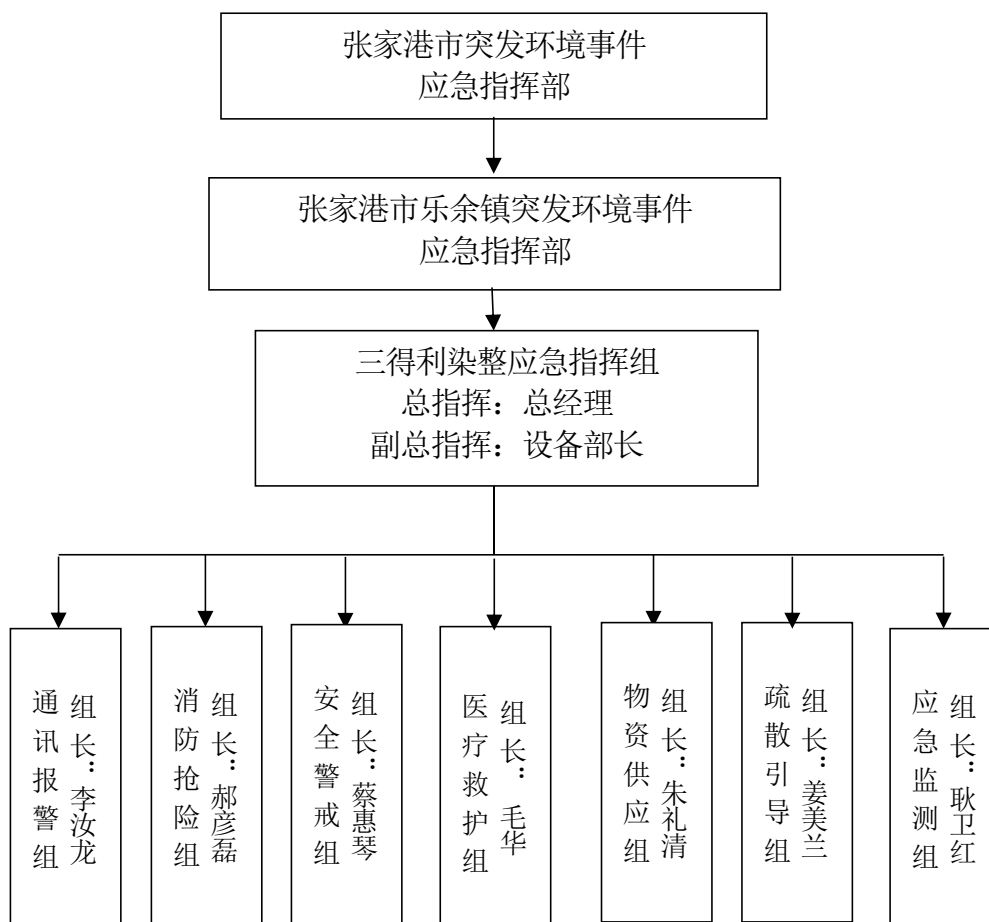 张家港市突发环境事件
应急指挥部
张家港市乐余镇突发环境事件
应急指挥部
三得利染整应急指挥组
总指挥：总经理
副总指挥：设备部长
通讯报警组
组长：李汝龙
消防抢险组
组长：郝彦磊
安全警戒组
组长：蔡惠琴
医疗救护组
组长：毛华
物资供应组
组长：朱礼清
疏散引导组
组长：姜美兰
应急监测组
组长：耿卫红